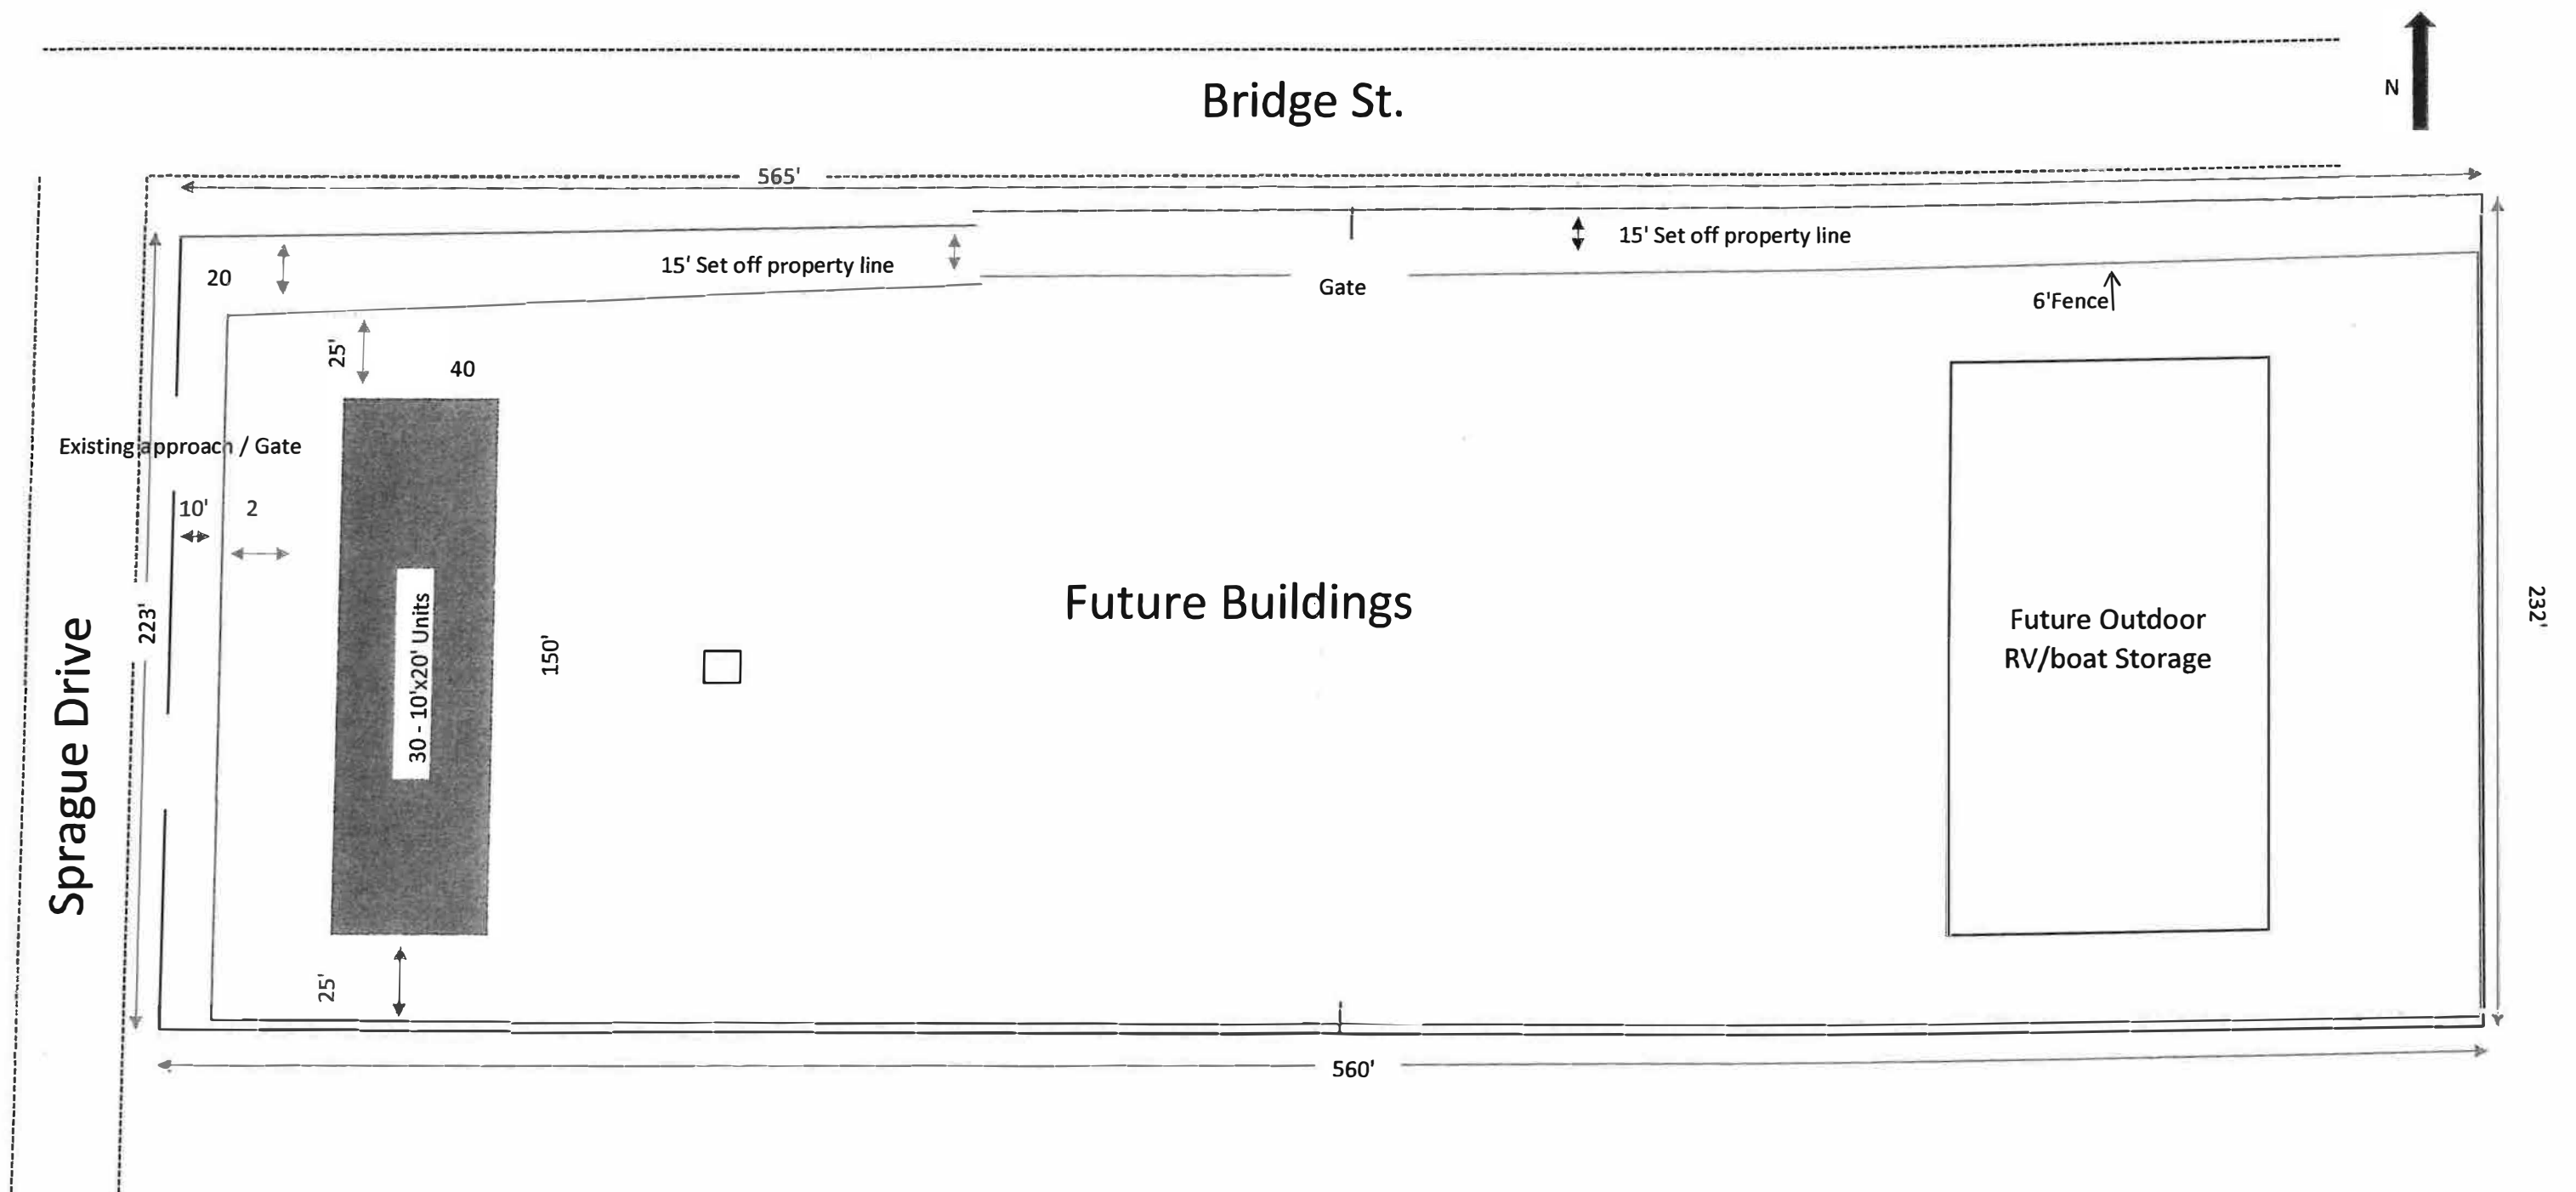 Bridge St.
N
565'
15' Set off property line
20
15' Set off property line
Gate
6'Fence
25'
40
Existing approach / Gate
10'
2
223'
Sprague Drive
30 - 10'x20' Units
150'
Future Buildings
Future Outdoor
RV/boat Storage
232'
25'
560'